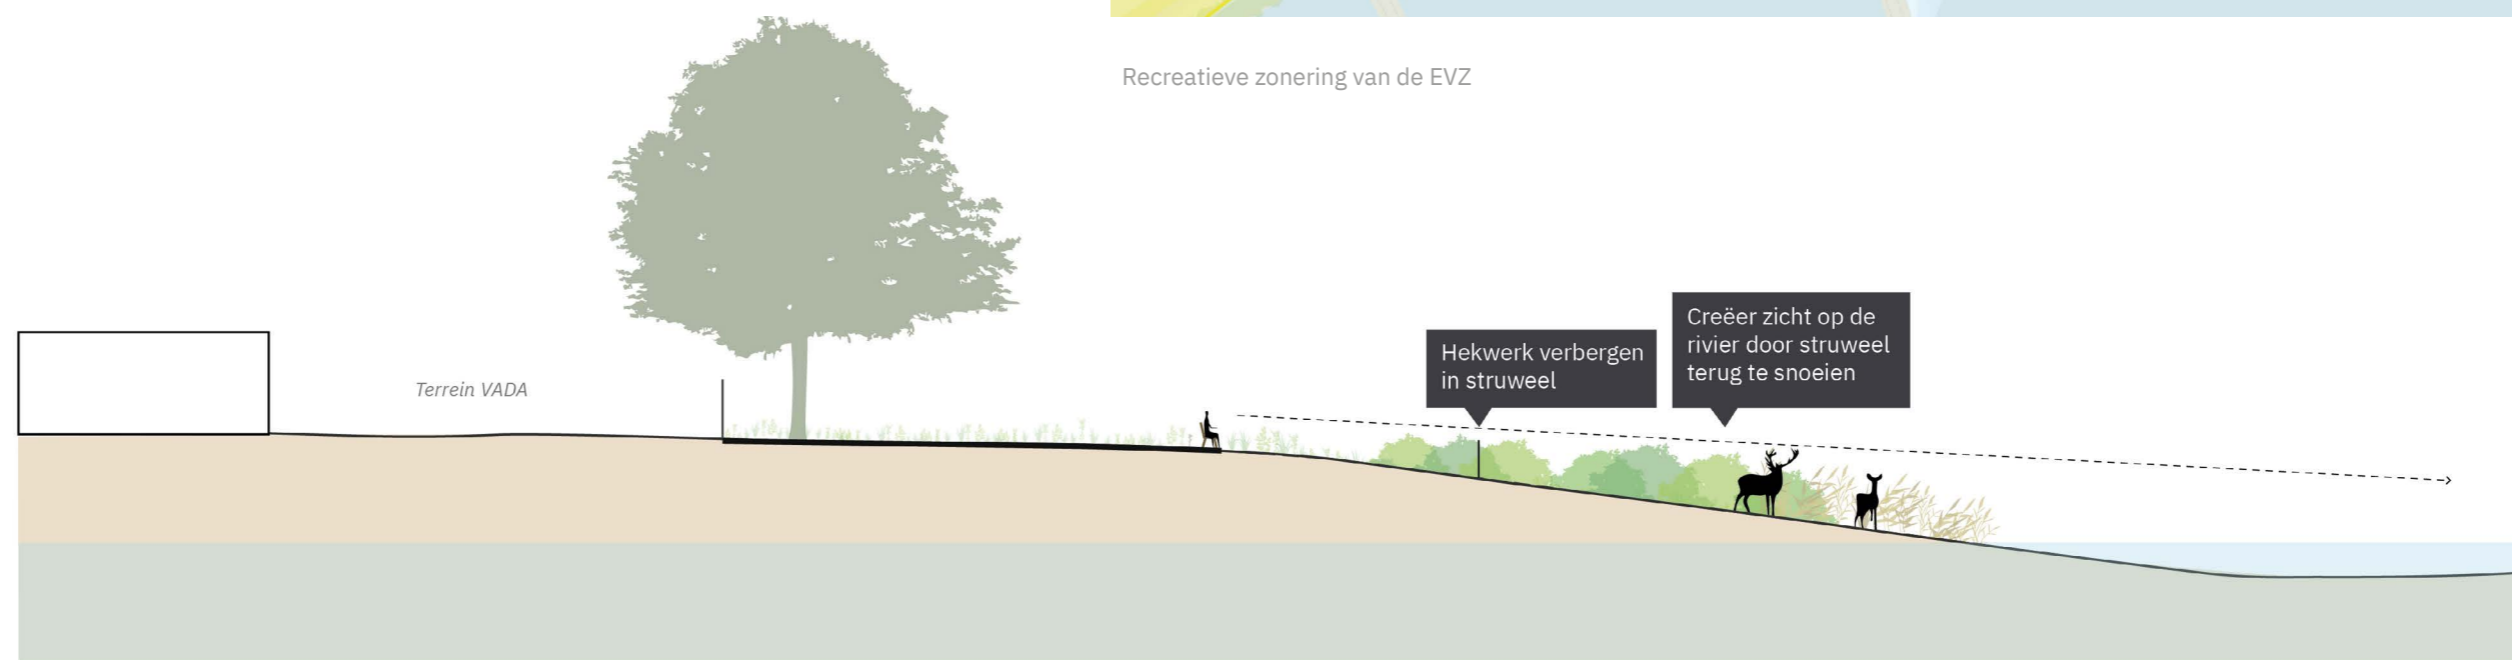 Recreatieve zonering van de EVZ
Terrein VADA
Hekwerk verbergen
in struweel
Creëer zicht op de
rivier door struweel
terug te snoeien